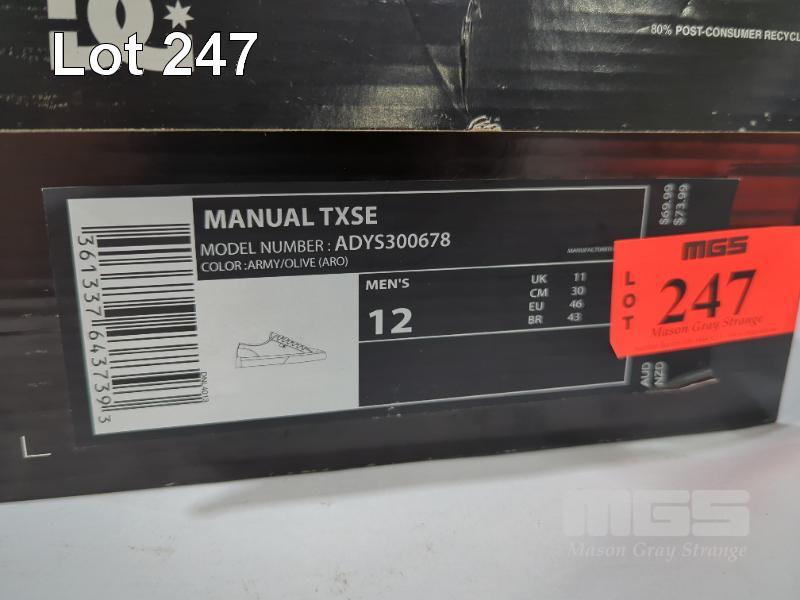 Lot 247
80% POST-CONSUMER RECYCL
MANUAL TXSE
MODEL NUMBER : ADYS300678
COLOR :ARMY/OLIVE (ARO)
MEN'S
12
UK 11
CM 30
EU 46
BR 43
$69.99
$73.99
AUD
NZD
3613376437393
MGS
LOT
247
Mason Gray Strange
MGS
Mason Gray Strange